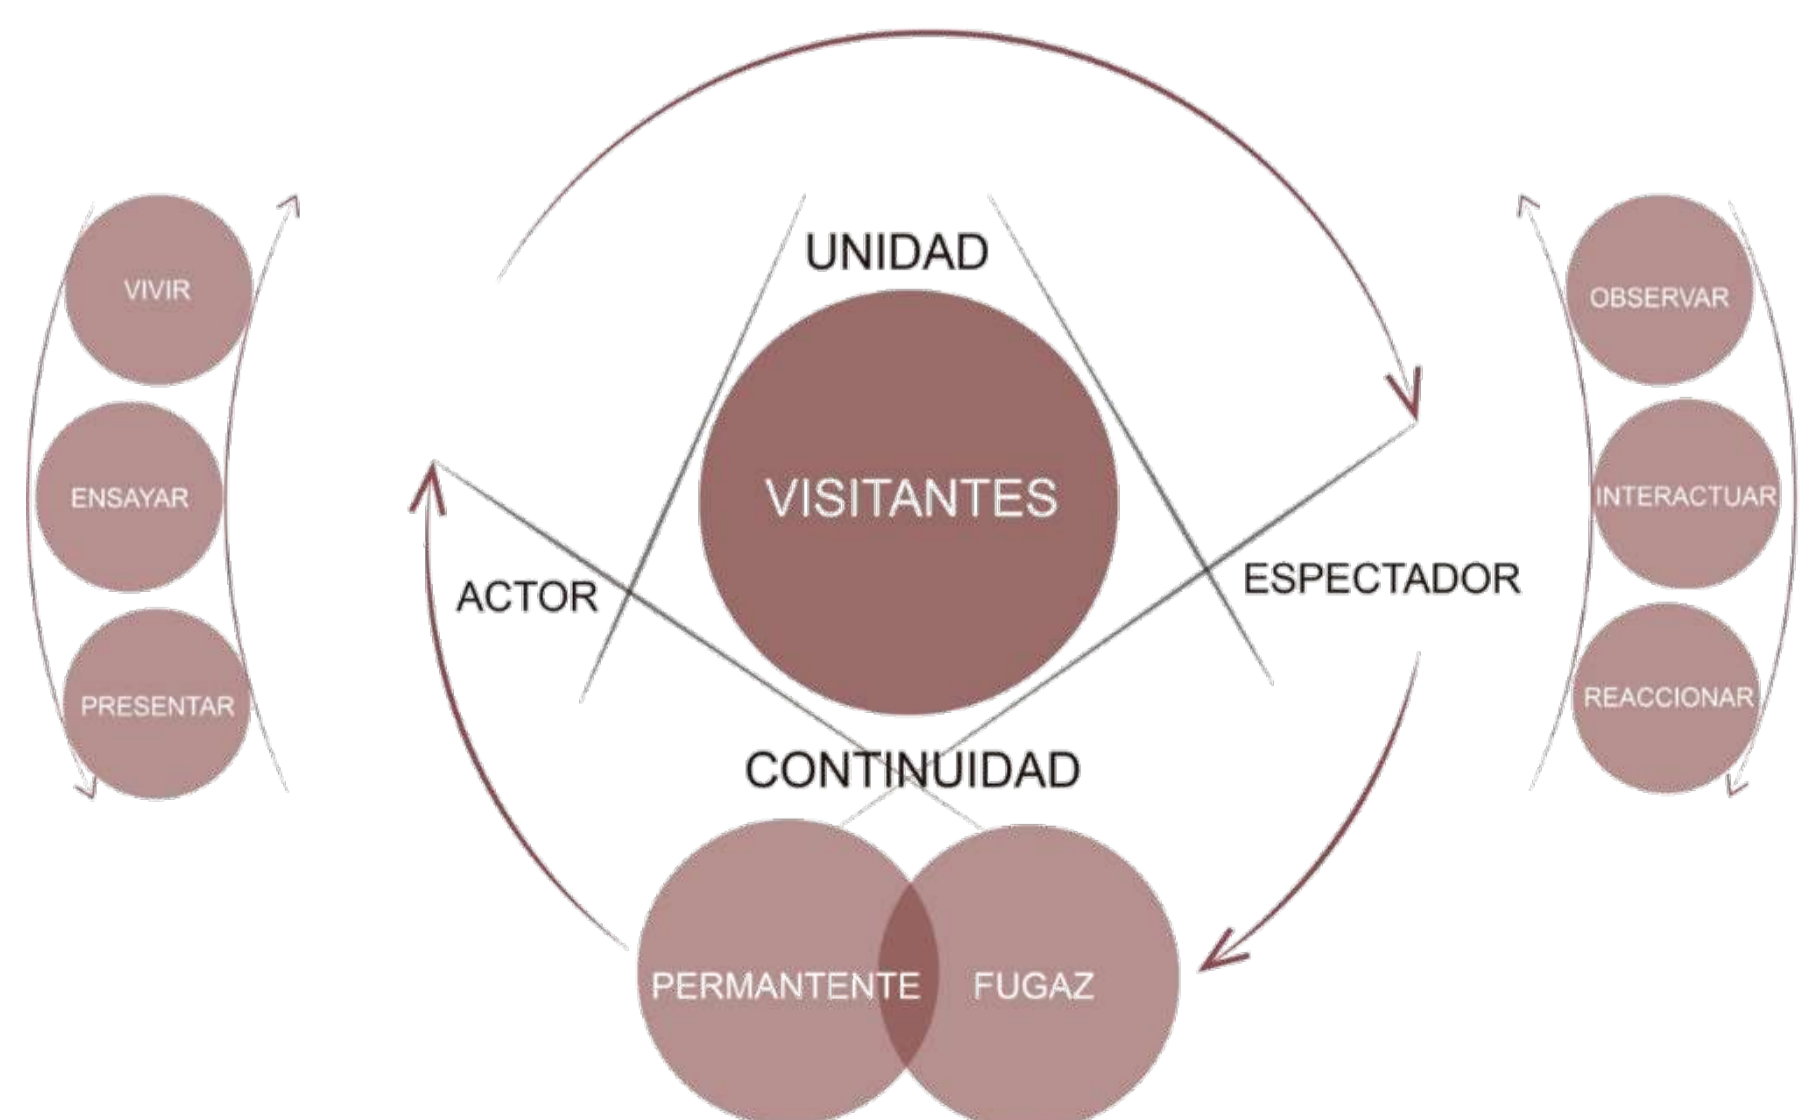 UNIDAD
VIVIR
OBSERVAR
VISITANTES
ENSAYAR
INTERACTUAR
ACTOR
ESPECTADOR
PRESENTAR
REACCIONAR
CONTINUIDAD
PERMANTENTE
FUGAZ